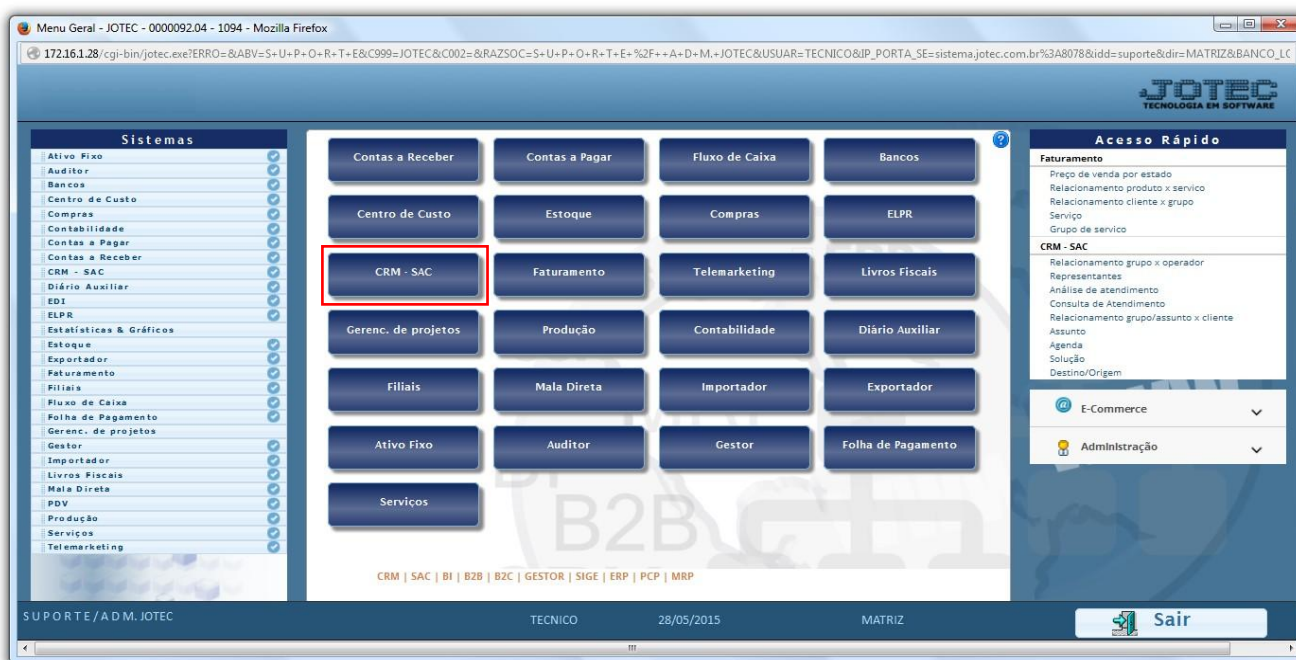 Menu Geral - JOTEC - 0000092.04 - 1094 - Mozilla Firefox
172.16.1.28/cgi-bin/jotec.exe?ERRO=&ABV=S+U+P+O+R+T+E&C999=JOTEC&C002=&RAZSOC=S+U+P+O+R+T+E+%2F++A+D+M.+JOTEC&USUAR=TECNICO&IP_PORTA_SE=sistema.jotec.com.br%3A8078&idd=suporte&dir=MATRIZ&BANCO_LC
JOTEC
TECNOLOGIA EM SOFTWARE
Sistemas
Ativo Fixo
Auditor
Bancos
Centro de Custo
Compras
Contabilidade
Contas a Pagar
Contas a Receber
CRM - SAC
Diário Auxiliar
EDI
ELPR
Estatísticas & Gráficos
Estoque
Exportador
Faturamento
Filiais
Fluxo de Caixa
Folha de Pagamento
Gerenc. de projetos
Gestor
Importador
Livros Fiscais
Mala Direta
PDV
Produção
Serviços
Telemarketing
Contas a Receber
Contas a Pagar
Fluxo de Caixa
Bancos
Centro de Custo
Estoque
Compras
ELPR
CRM - SAC
Faturamento
Telemarketing
Livros Fiscais
Gerenc. de projetos
Produção
Contabilidade
Diário Auxiliar
Filiais
Mala Direta
Importador
Exportador
Ativo Fixo
Auditor
Gestor
Folha de Pagamento
Serviços
B2B
CRM | SAC | BI | B2B | B2C | GESTOR | SIGE | ERP | PCP | MRP
Acesso Rápido
Faturamento
Preço de venda por estado
Relacionamento produto x servico
Relacionamento cliente x grupo
Serviço
Grupo de servico
CRM - SAC
Relacionamento grupo x operador
Representantes
Análise de atendimento
Consulta de Atendimento
Relacionamento grupo/assunto x cliente
Assunto
Agenda
Solução
Destino/Origem
E-Commerce
Administração
SUPORTE/ADM. JOTEC
TECNICO
28/05/2015
MATRIZ
Sair